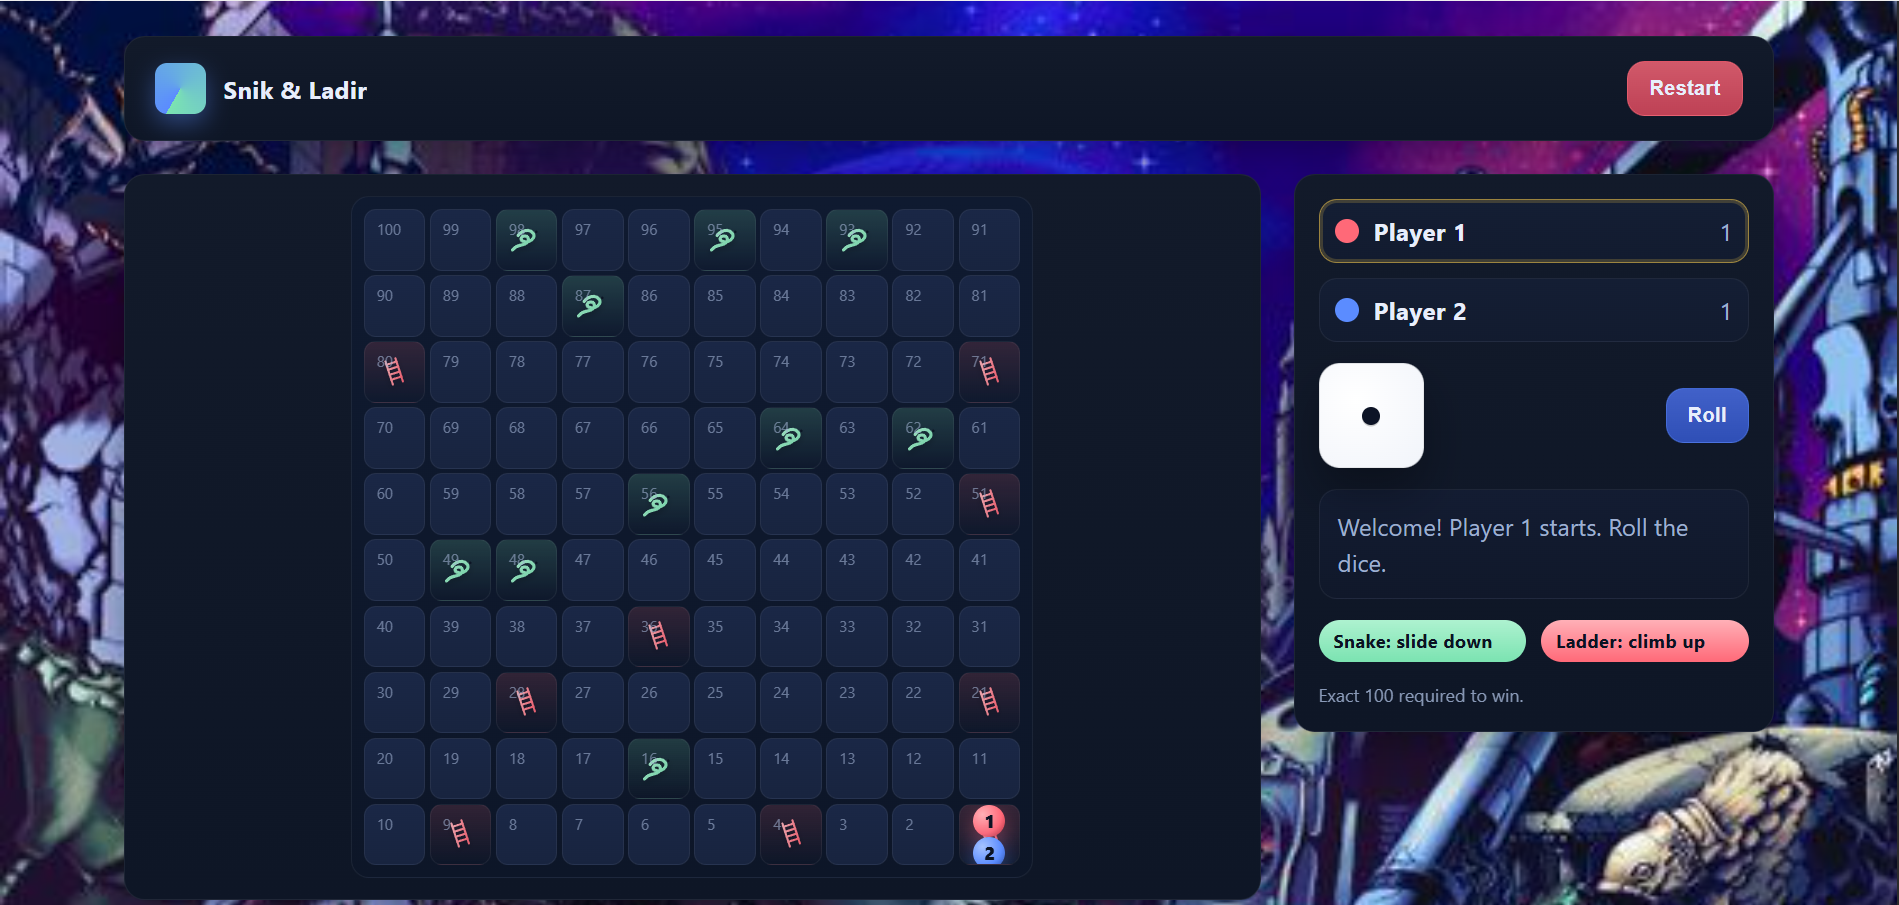 Snik & Ladir
Restart
100 99 98 97 96 95 94 93 92 91
90 89 88 87 86 85 84 83 82 81
80 79 78 77 76 75 74 73 72 71
70 69 68 67 66 65 64 63 62 61
60 59 58 57 56 55 54 53 52 51
50 49 48 47 46 45 44 43 42 41
40 39 38 37 36 35 34 33 32 31
30 29 28 27 26 25 24 23 22 21
20 19 18 17 16 15 14 13 12 11
10 9 8 7 6 5 4 3 2 1
2
Player 1 1
Player 2 1
Roll
Welcome! Player 1 starts. Roll the
dice.
Snake: slide down
Ladder: climb up
Exact 100 required to win.